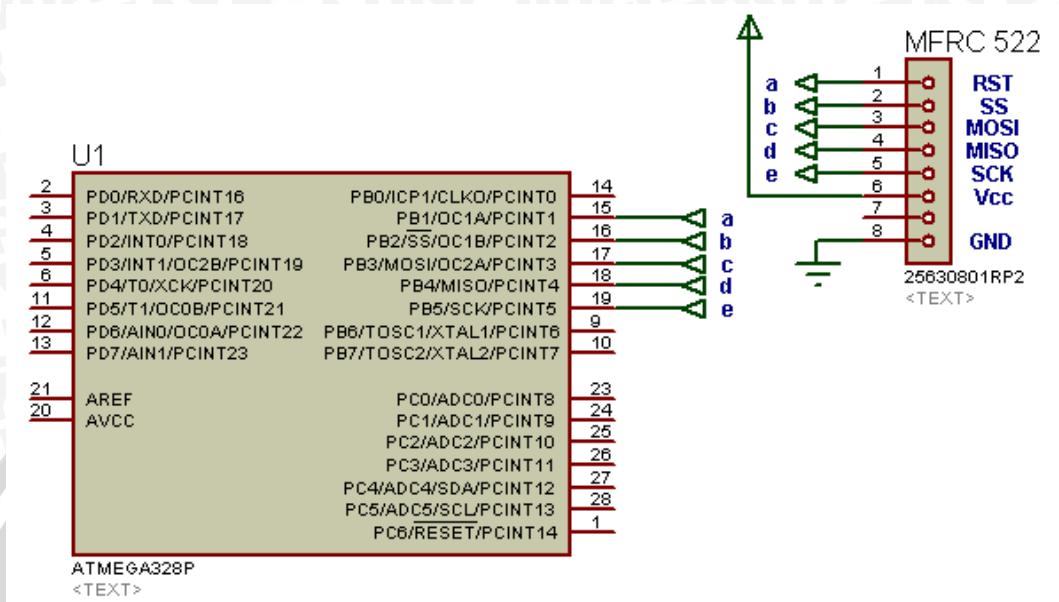 MFRC 522
1 RST
a
2 SS
b
3 MOSI
c
4 MISO
d
5 SCK
e
6 Vcc
7
8 GND
25630801RP2
<TEXT>
U1
2 PD0/RXD/PCINT16 PB0/ICP1/CLKO/PCINT0 14
3 PD1/TXD/PCINT17 PB1/OC1A/PCINT1 15 a
4 PD2/INT0/PCINT18 PB2/SS/OC1B/PCINT2 16 b
5 PD3/INT1/OC2B/PCINT19 PB3/MOSI/OC2A/PCINT3 17 c
6 PD4/T0/XCK/PCINT20 PB4/MISO/PCINT4 18 d
11 PD5/T1/OC0B/PCINT21 PB5/SCK/PCINT5 19 e
12 PD6/AIN0/OC0A/PCINT22 PB6/TOSC1/XTAL1/PCINT6 9
13 PD7/AIN1/PCINT23 PB7/TOSC2/XTAL2/PCINT7 10
21 AREF PC0/ADC0/PCINT8 23
20 AVCC PC1/ADC1/PCINT9 24
PC2/ADC2/PCINT10 25
PC3/ADC3/PCINT11 26
PC4/ADC4/SDA/PCINT12 27
PC5/ADC5/SCL/PCINT13 28
PC6/RESET/PCINT14 1
ATMEGA328P
<TEXT>